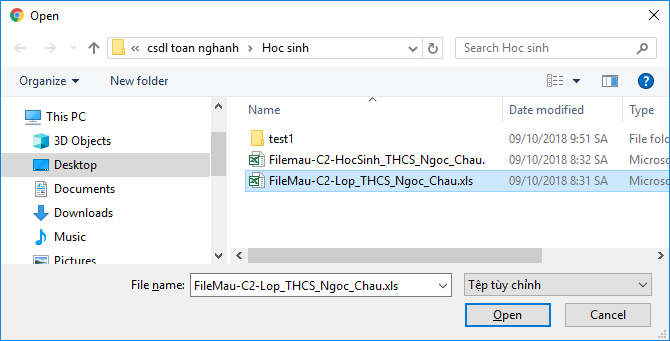 Open
« csdl toan nghanh > Hoc sinh
Search Hoc sinh
Organize
New folder
This PC
3D Objects
Desktop
Documents
Downloads
Music
Pictures
Name
Date modified
Type
test1
09/10/2018 9:51 SA
File fold
Filemau-C2-HocSinh_THCS_Ngoc_Chau.
09/10/2018 8:32 SA
Microso
FileMau-C2-Lop_THCS_Ngoc_Chau.xls
09/10/2018 8:31 SA
Microso
File name:
FileMau-C2-Lop_THCS_Ngoc_Chau.xls
Tệp tùy chỉnh
Open
Cancel